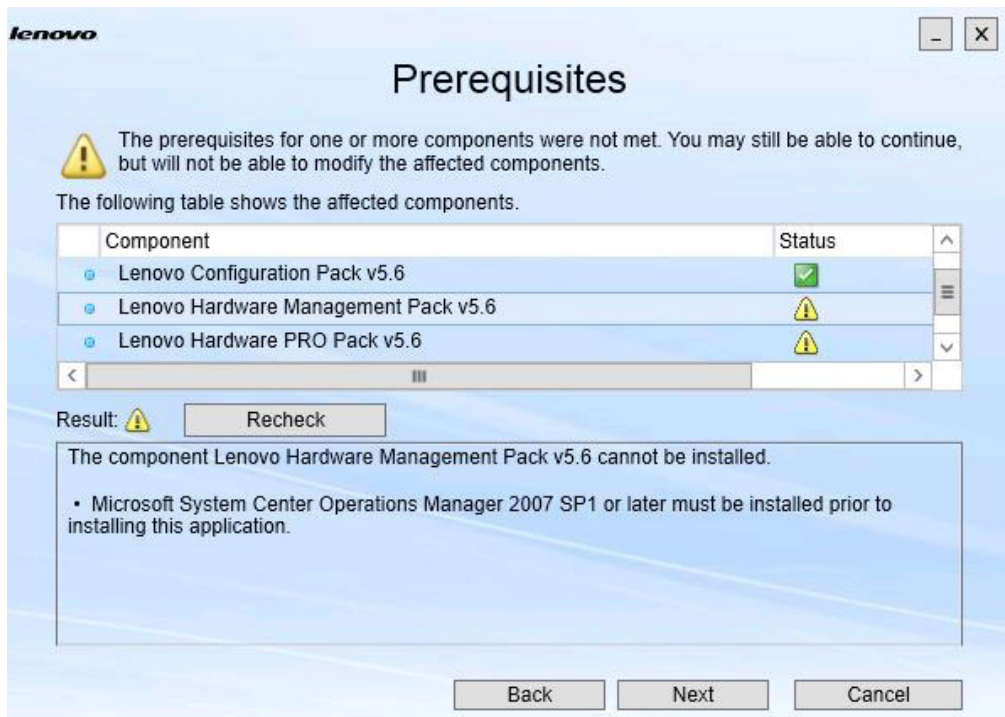 lenovo
Prerequisites
The prerequisites for one or more components were not met. You may still be able to continue,
but will not be able to modify the affected components.
The following table shows the affected components.
Component Status
Lenovo Configuration Pack v5.6
Lenovo Hardware Management Pack v5.6
Lenovo Hardware PRO Pack v5.6
Result: Recheck
The component Lenovo Hardware Management Pack v5.6 cannot be installed.
• Microsoft System Center Operations Manager 2007 SP1 or later must be installed prior to
installing this application.
Back Next Cancel